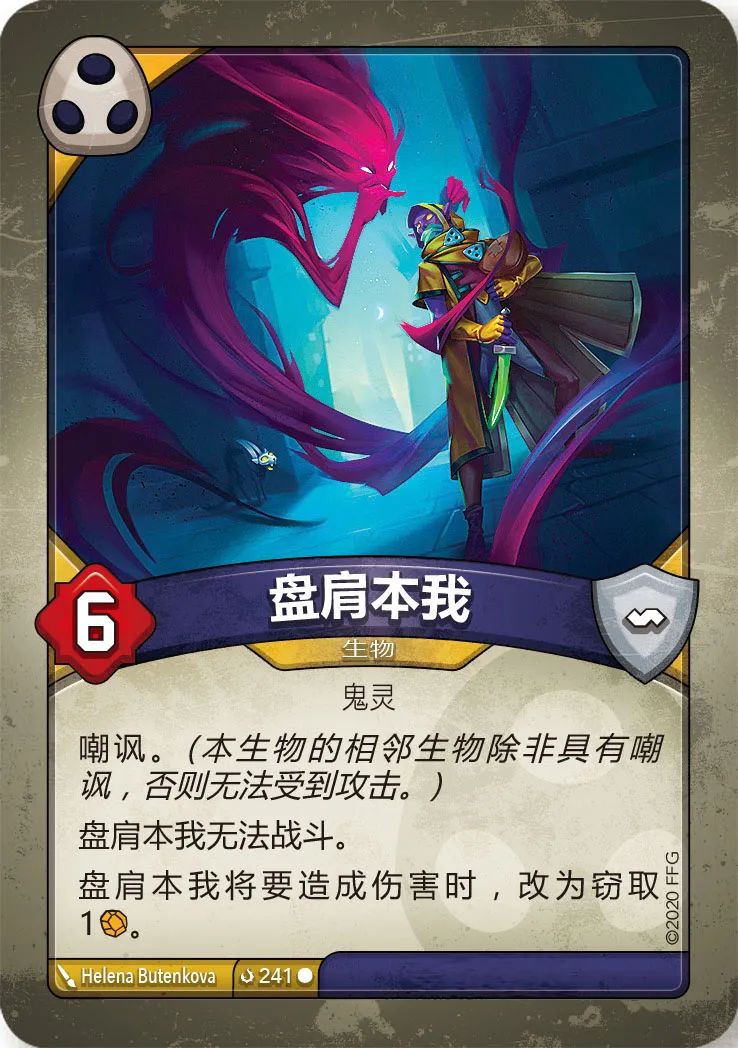 6
盘肩本我
生物
鬼灵
嘲讽。(本生物的相邻生物除非具有嘲
讽，否则无法受到攻击。)
盘肩本我无法战斗。
盘肩本我将要造成伤害时，改为窃取
1。
©2020 FFG
Helena Butenkova
241